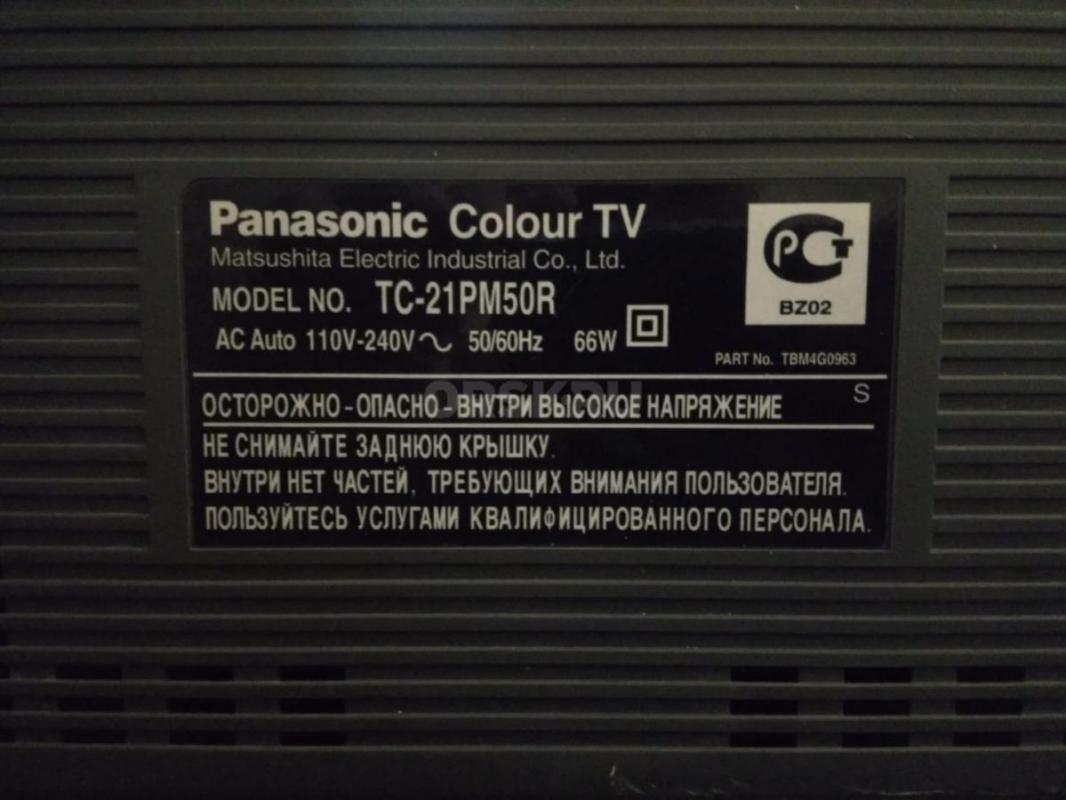 Panasonic Colour TV
Matsushita Electric Industrial Co., Ltd.
MODEL NO. TC-21PM50R
AC Auto 110V-240V~ 50/60Hz 66W
РСТ
BZ02
PART No. TBM4G0963
S
ОСТОРОЖНО-ОПАСНО-ВНУТРИ ВЫСОКОЕ НАПРЯЖЕНИЕ
НЕ СНИМАЙТЕ ЗАДНЮЮ КРЫШКУ.
ВНУТРИ НЕТ ЧАСТЕЙ, ТРЕБУЮЩИХ ВНИМАНИЯ ПОЛЬЗОВАТЕЛЯ.
ПОЛЬЗУЙТЕСЬ УСЛУГАМИ КВАЛИФИЦИРОВАННОГО ПЕРСОНАЛА.